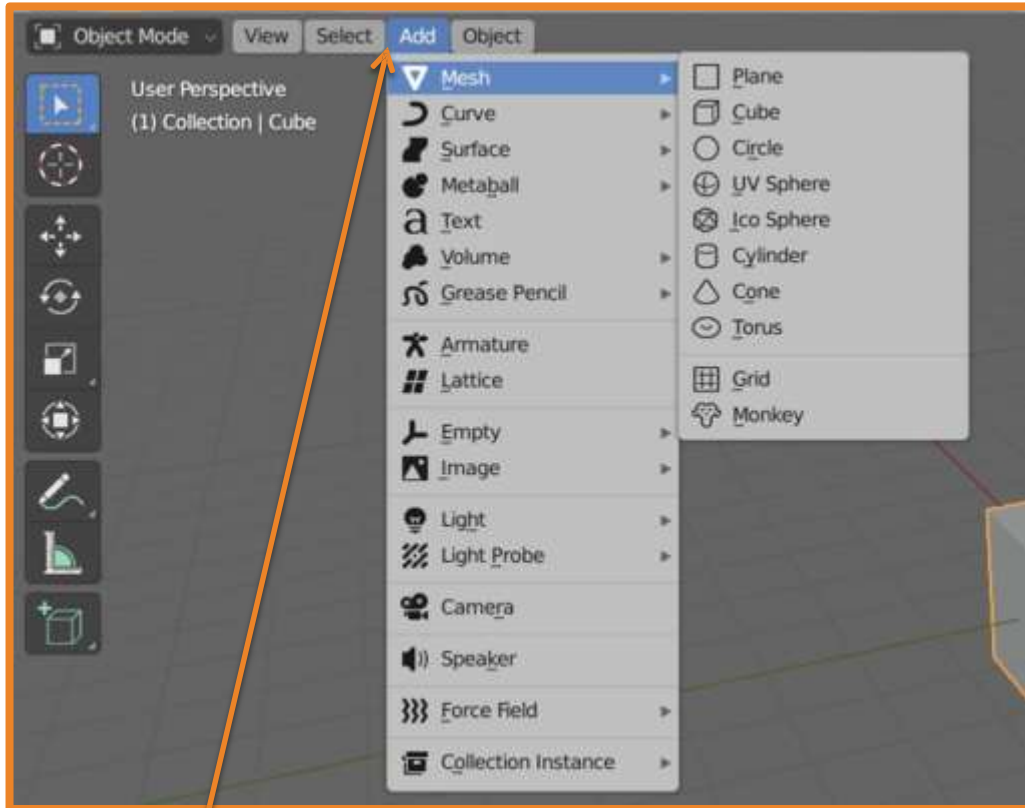 Object Mode View Select Add Object
User Perspective
(1) Collection | Cube
Mesh
Curve
Surface
Metaball
Text
Volume
Grease Pencil
Armature
Lattice
Empty
Image
Light
Light Probe
Camera
Speaker
Force Field
Collection Instance
Plane
Cube
Circle
UV Sphere
Ico Sphere
Cylinder
Cone
Torus
Grid
Monkey